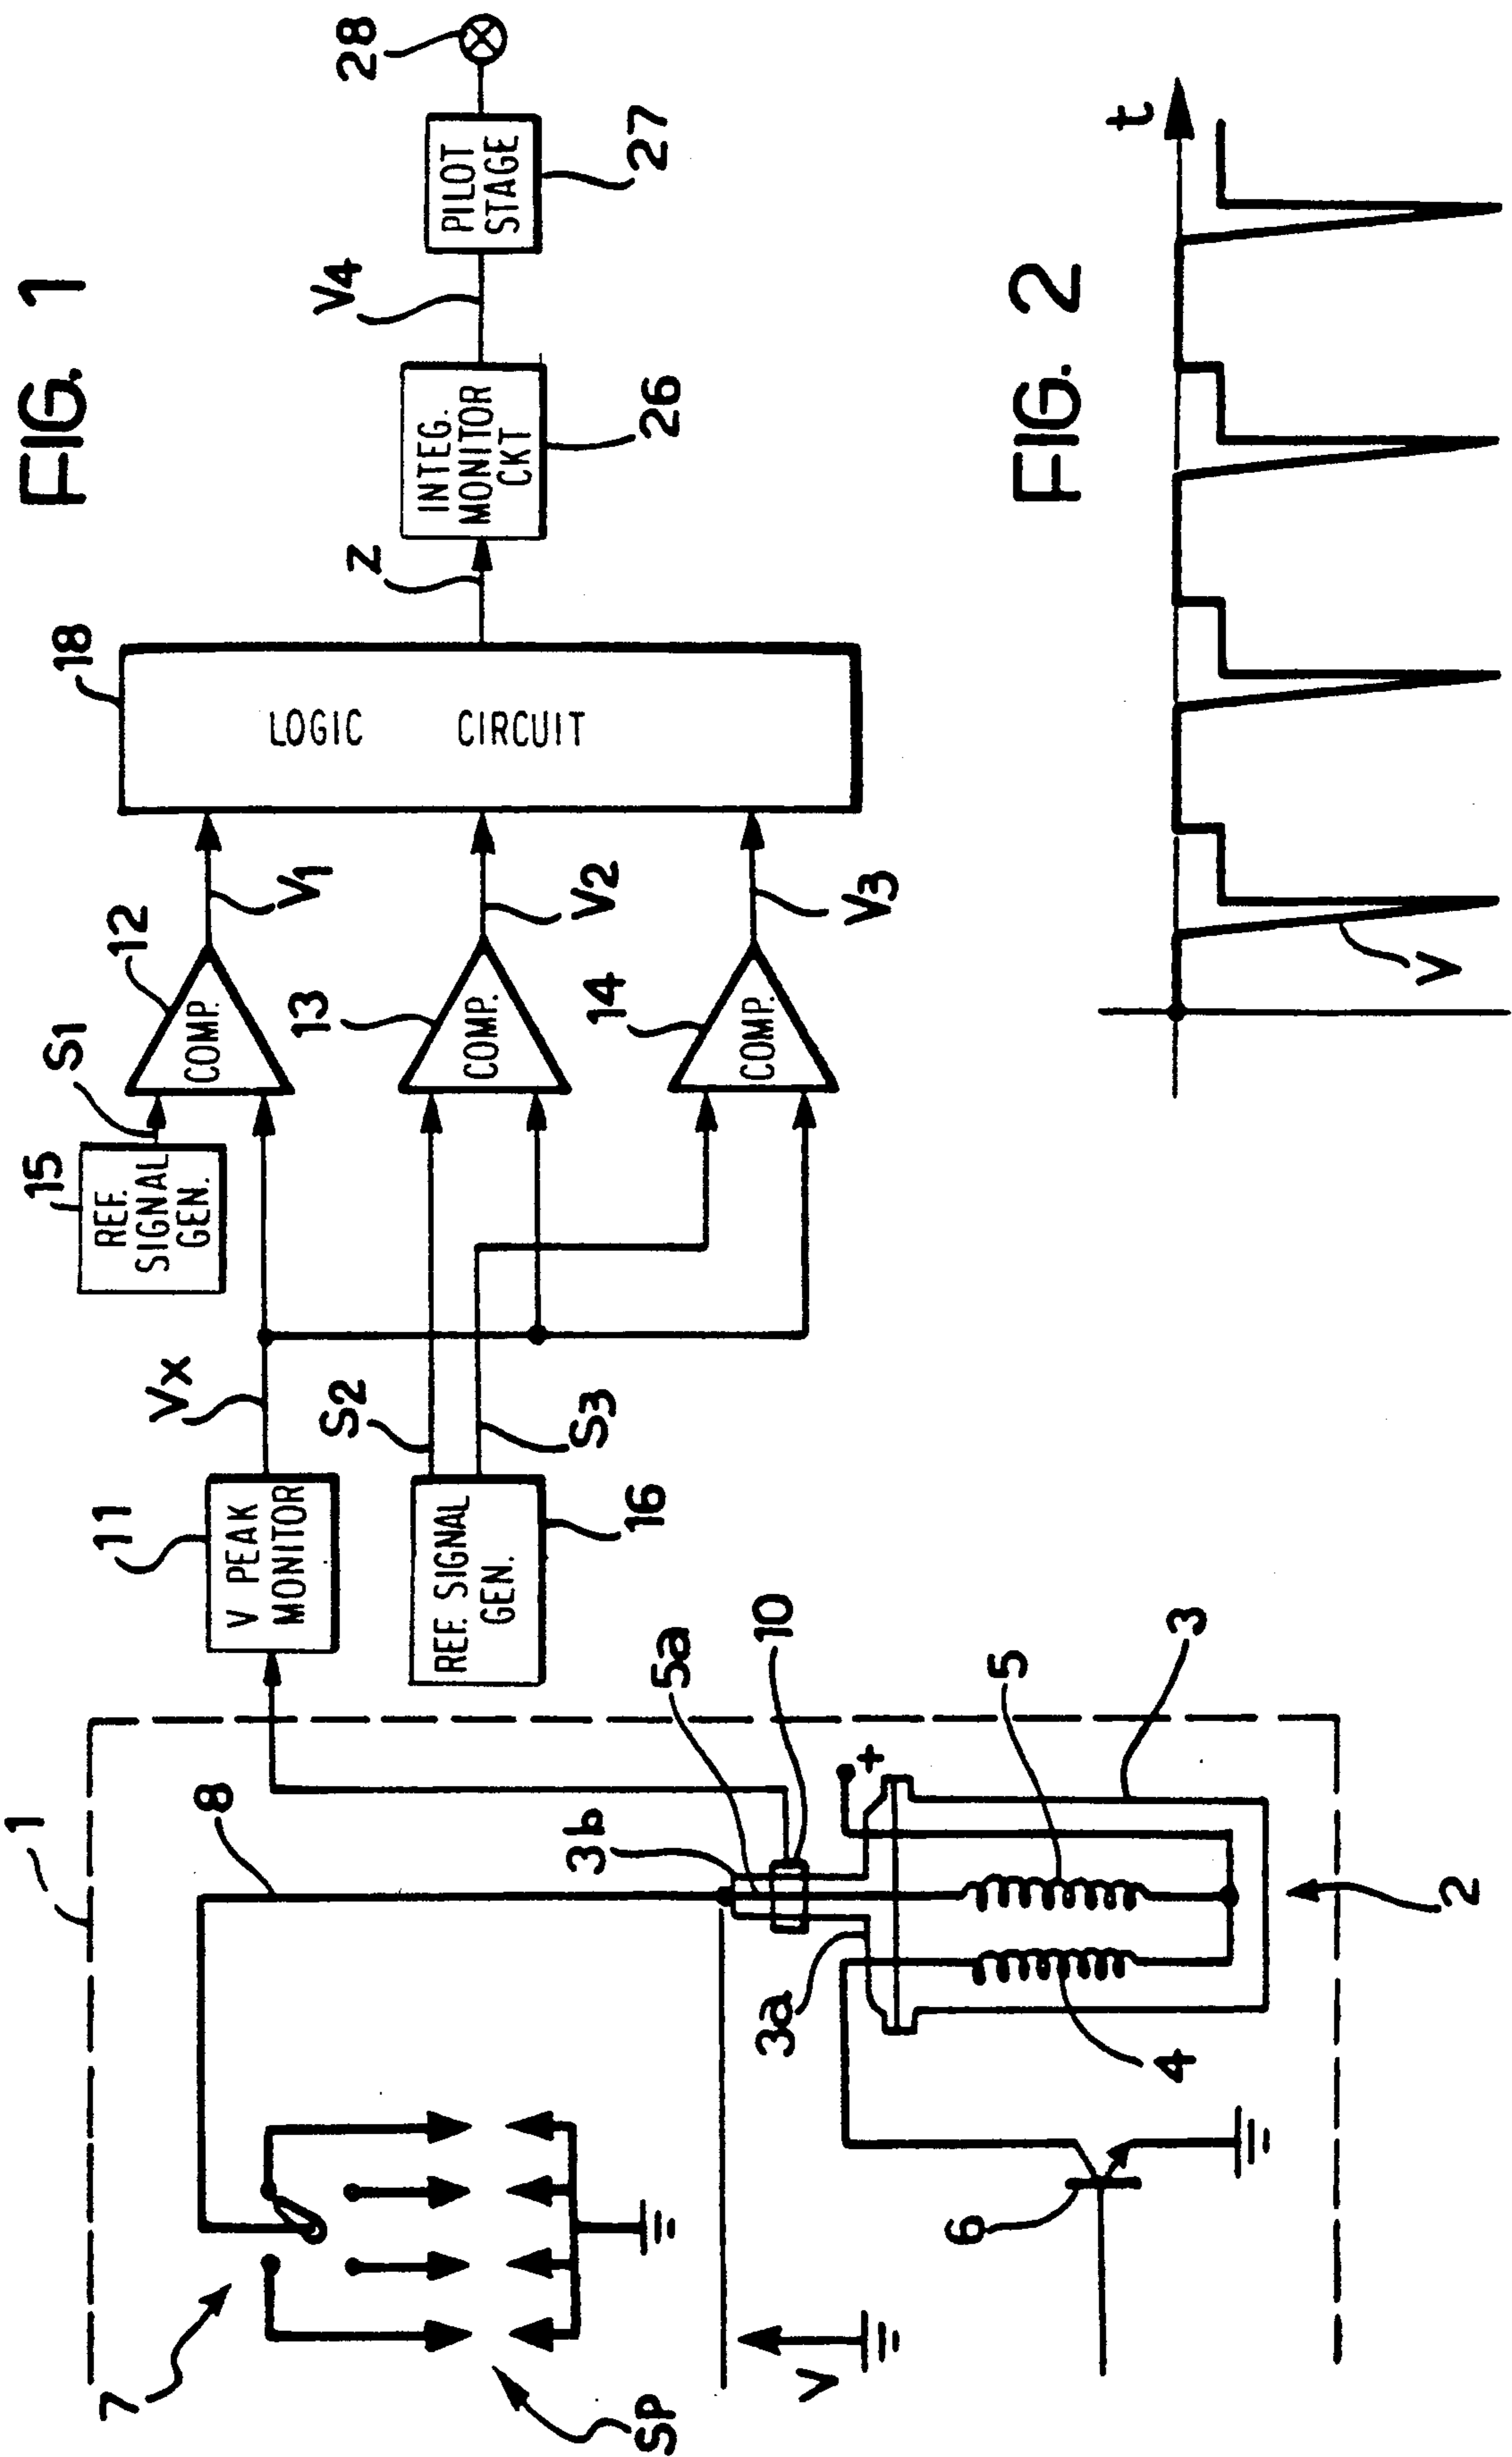 FIG. 1
1
7
8
SP
V
6
4
5
3
3a
3b
5a
10
2
+
11
V PEAK
MONITOR
Vx
REF. SIGNAL
GEN.
16
S2
S3
15
REF.
SIGNAL
GEN.
S1
12
COMP.
13
COMP.
14
COMP.
V1
V2
V3
18
LOGIC CIRCUIT
Z
INTEG.
MONITOR
CKT
26
V4
PILOT
STAGE
27
28
FIG. 2
V
t